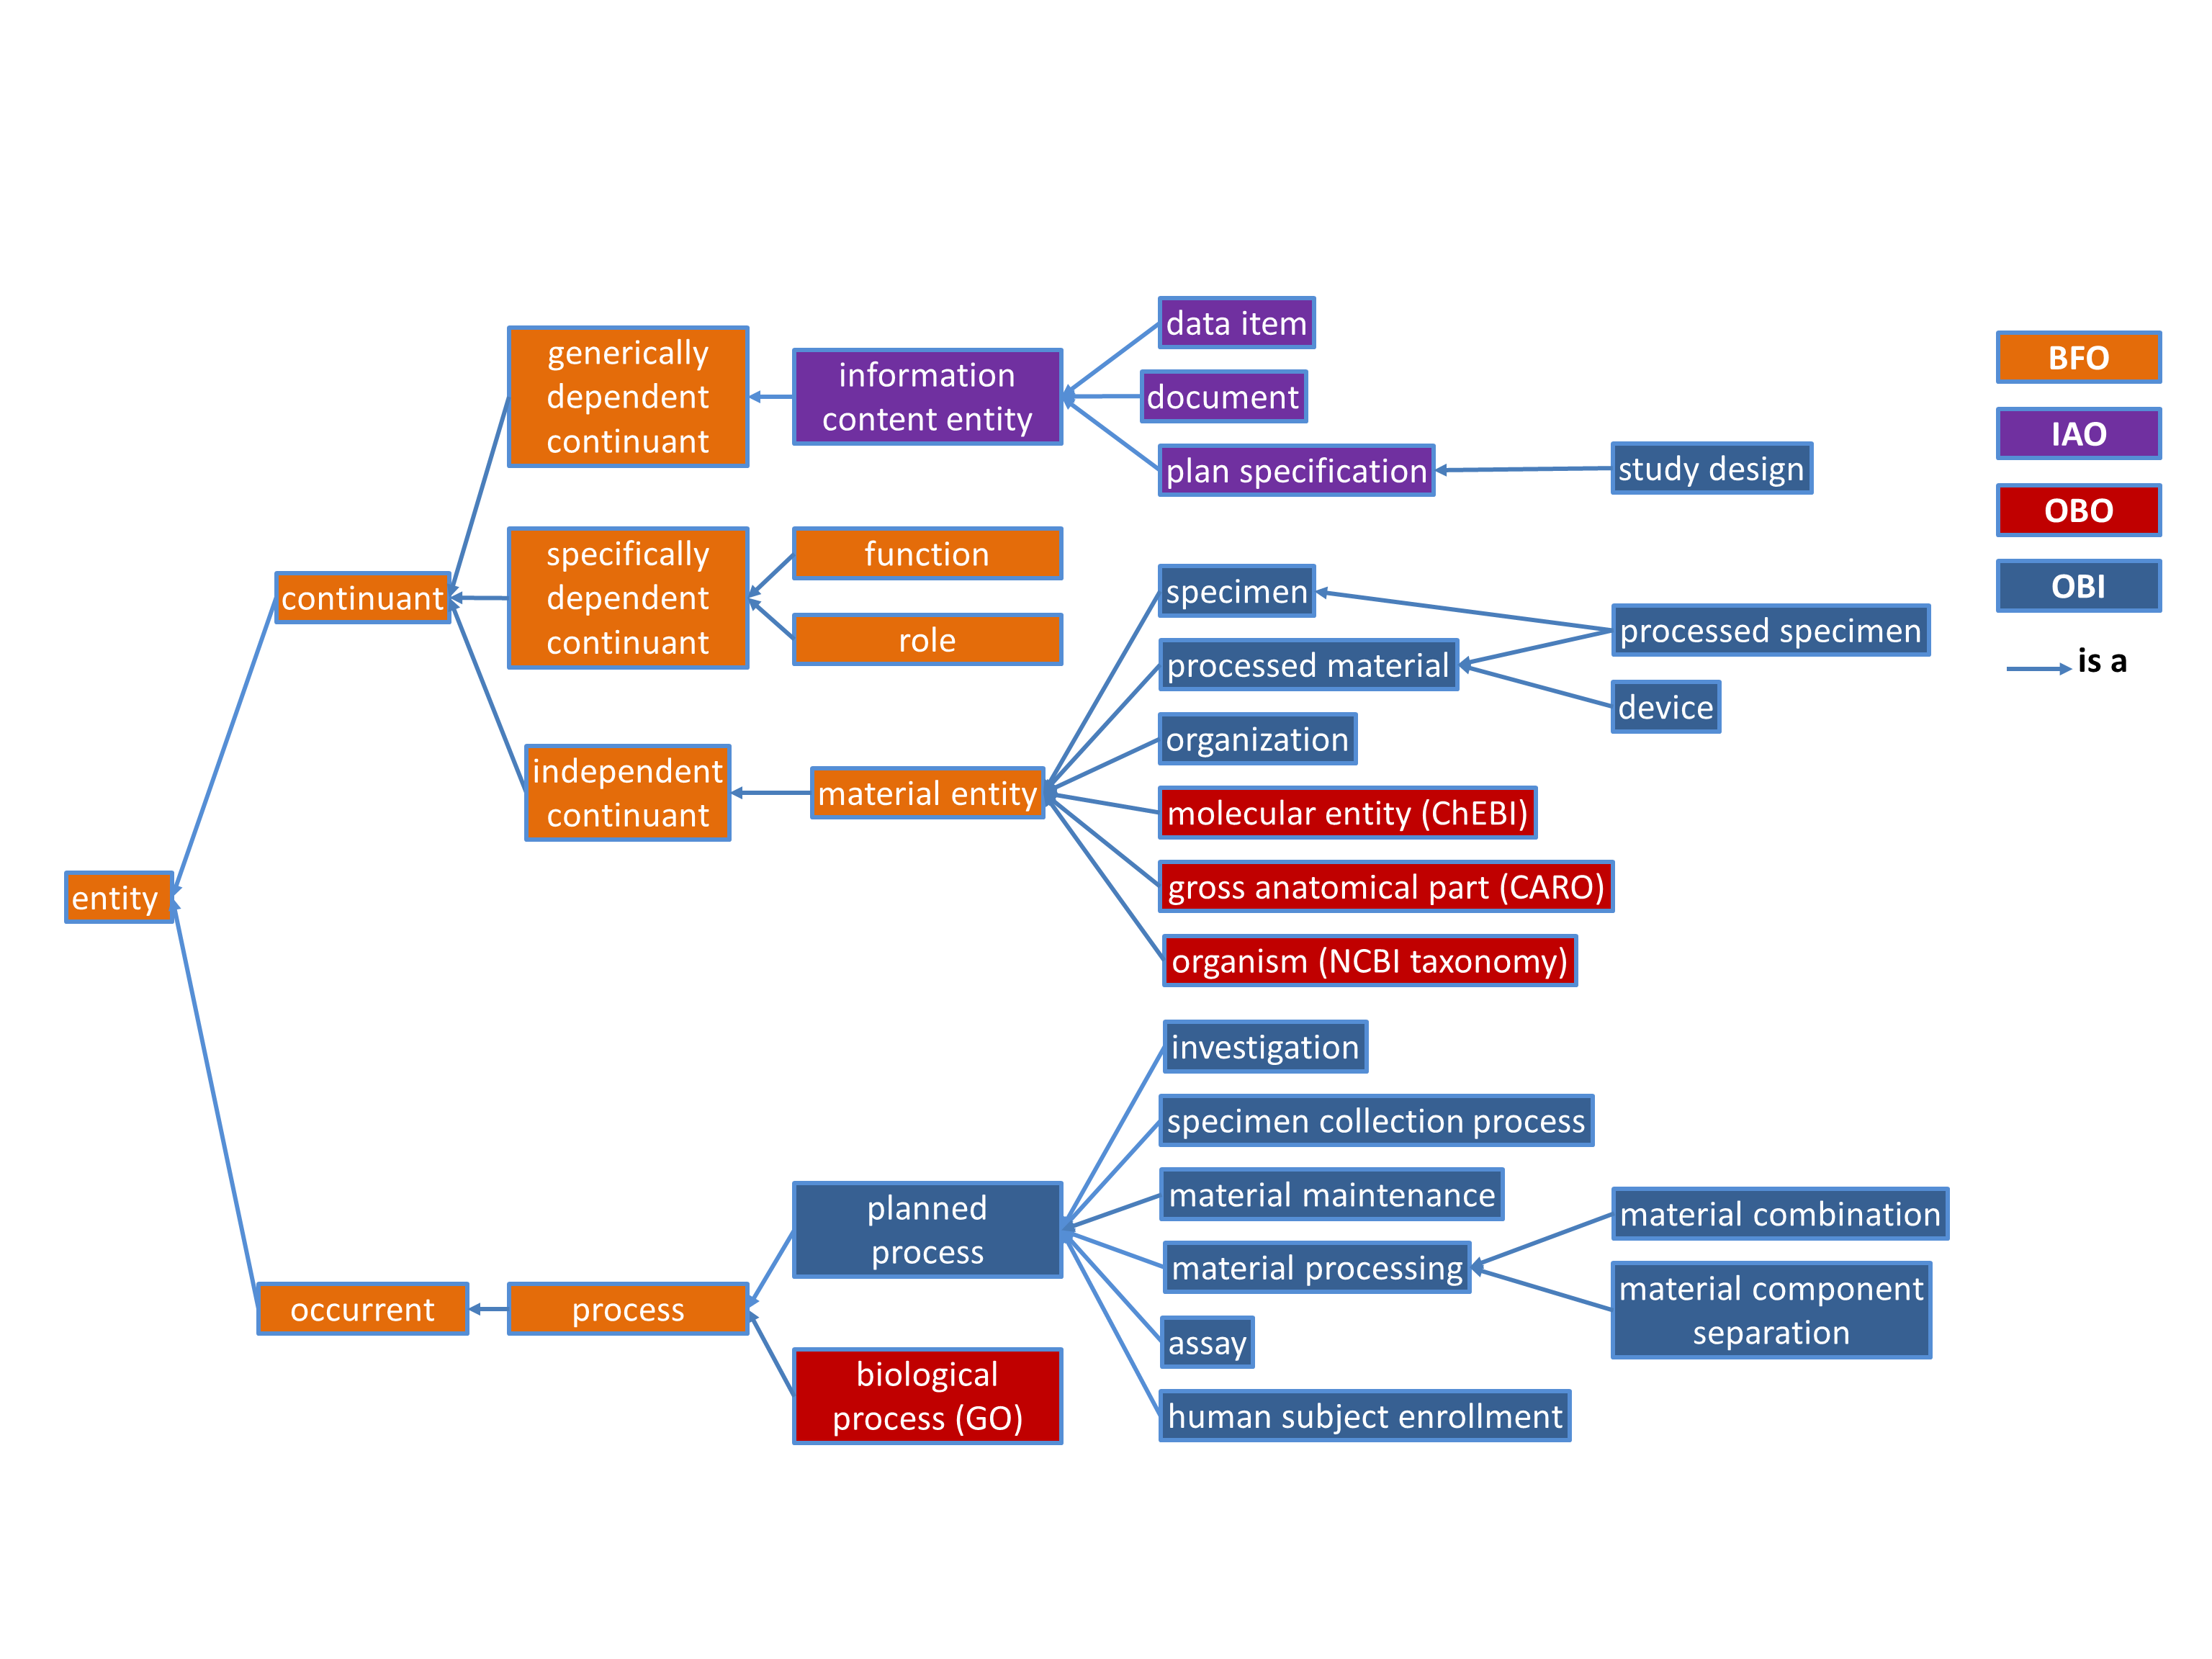 entity
continuant
occurrent
generically
dependent
continuant
specifically
dependent
continuant
independent
continuant
process
information
content entity
function
role
material entity
planned
process
biological
process (GO)
data item
document
plan specification
specimen
processed material
organization
molecular entity (ChEBI)
gross anatomical part (CARO)
organism (NCBI taxonomy)
investigation
specimen collection process
material maintenance
material processing
assay
human subject enrollment
study design
processed specimen
device
material combination
material component
separation
BFO
IAO
OBO
OBI
is a